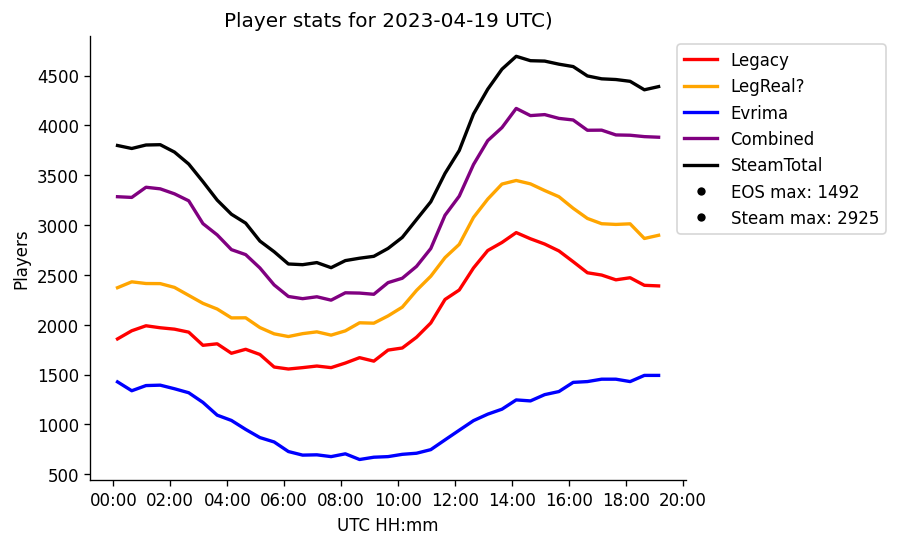 Player stats for 2023-04-19 UTC)
Players
4500
4000
3500
3000
2500
2000
1500
1000
500
00:00 02:00 04:00 06:00 08:00 10:00 12:00 14:00 16:00 18:00 20:00
UTC HH:mm
Legacy
LegReal?
Evrima
Combined
SteamTotal
EOS max: 1492
Steam max: 2925